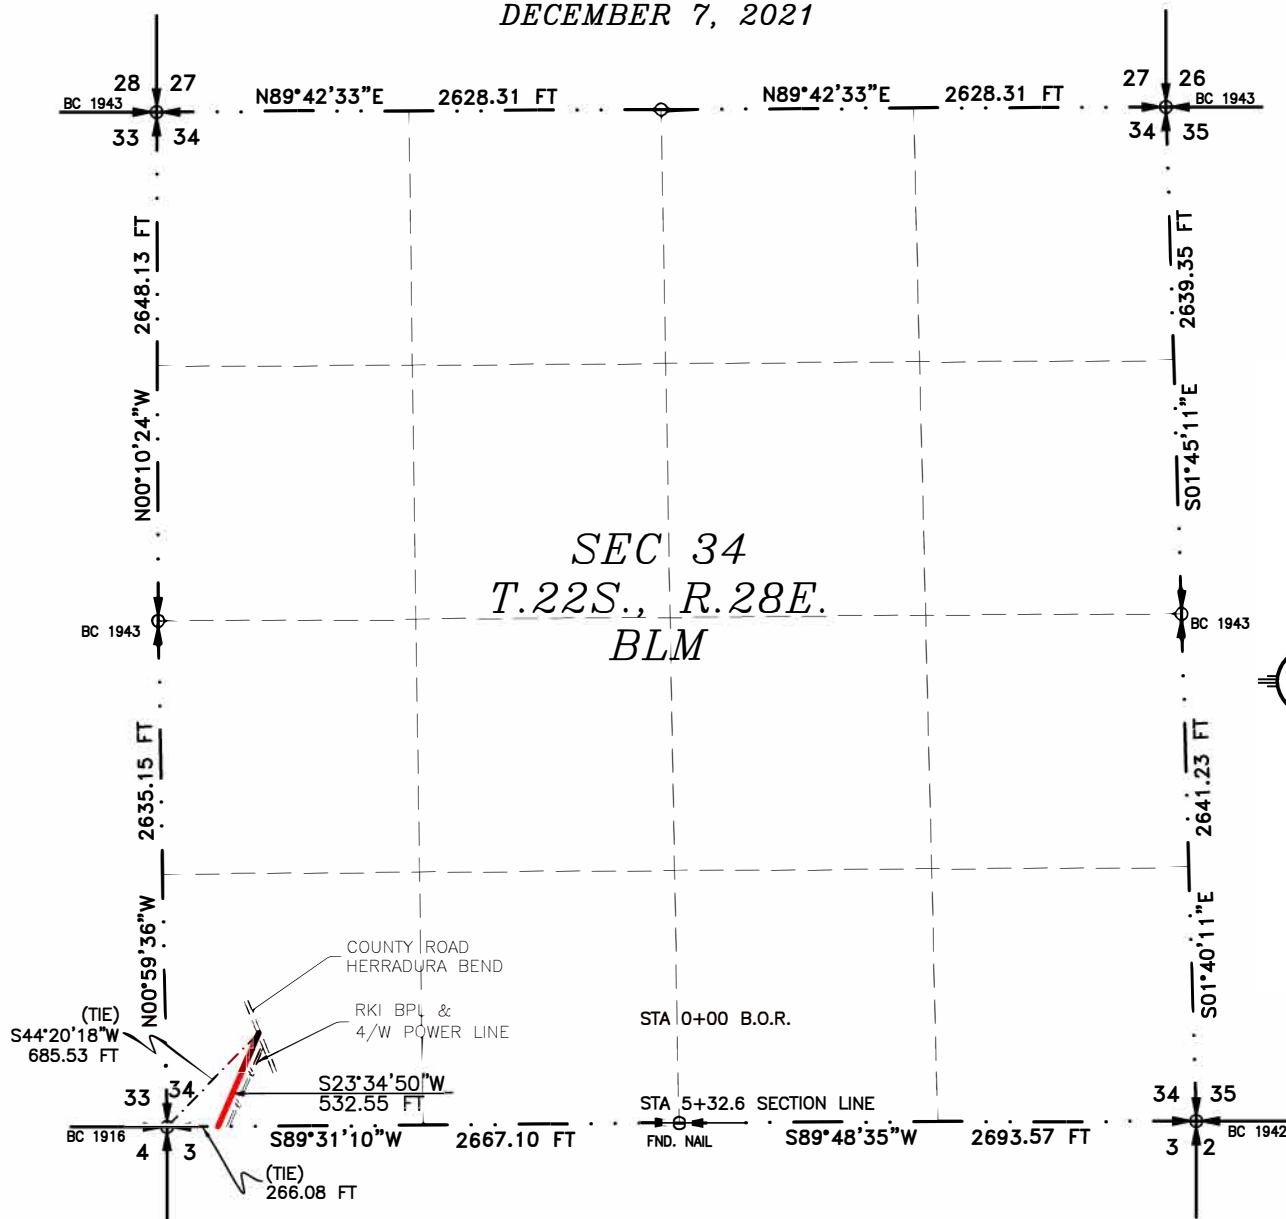 DECEMBER 7, 2021
28 27
BC 1943
33 34
N89°42'33"E 2628.31 FT
N89°42'33"E 2628.31 FT
27 26
BC 1943
34 35
2648.13 FT
N00°10'24"W
2639.35 FT
S01°45'11"E
SEC 34
T.22S., R.28E.
BLM
BC 1943
BC 1943
2635.15 FT
N00°59'36"W
2641.23 FT
S01°40'11"E
COUNTY ROAD
HERRADURA BEND
RKI BPL &
4/W POWER LINE
(TIE)
S44°20'18"W
685.53 FT
STA 0+00 B.O.R.
S23°34'50"W
532.55 FT
STA 5+32.6 SECTION LINE
33 34
BC 1916
4 3
S89°31'10"W 2667.10 FT
FND. NAIL
S89°48'35"W 2693.57 FT
34 35
BC 1942
3 2
(TIE)
266.08 FT